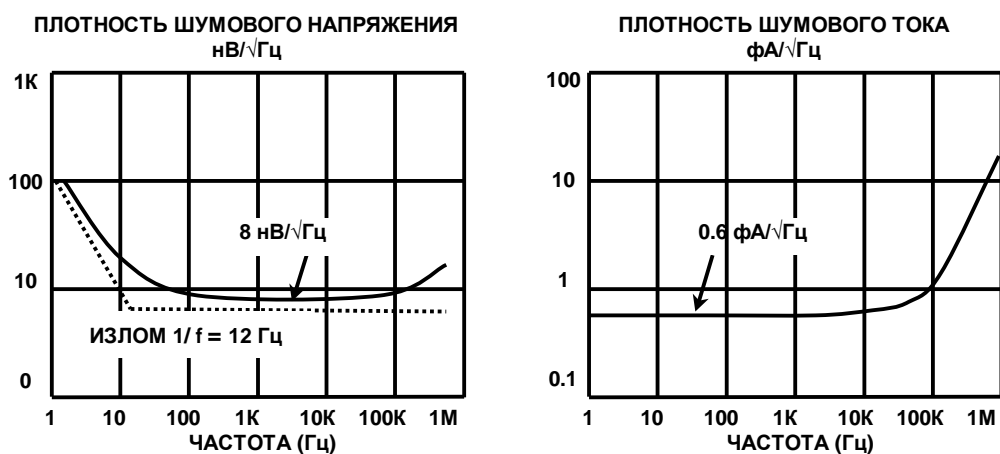 ПЛОТНОСТЬ ШУМОВОГО НАПРЯЖЕНИЯ
нВ/√Гц
1К
100
10
0
8 нВ/√Гц
ИЗЛОМ 1/ f = 12 Гц
1 10 100 1К 10К 100К 1М
ЧАСТОТА (Гц)
ПЛОТНОСТЬ ШУМОВОГО ТОКА
фА/√Гц
100
10
1
0.1
0.6 фА/√Гц
1 10 100 1К 10К 100К 1М
ЧАСТОТА (Гц)